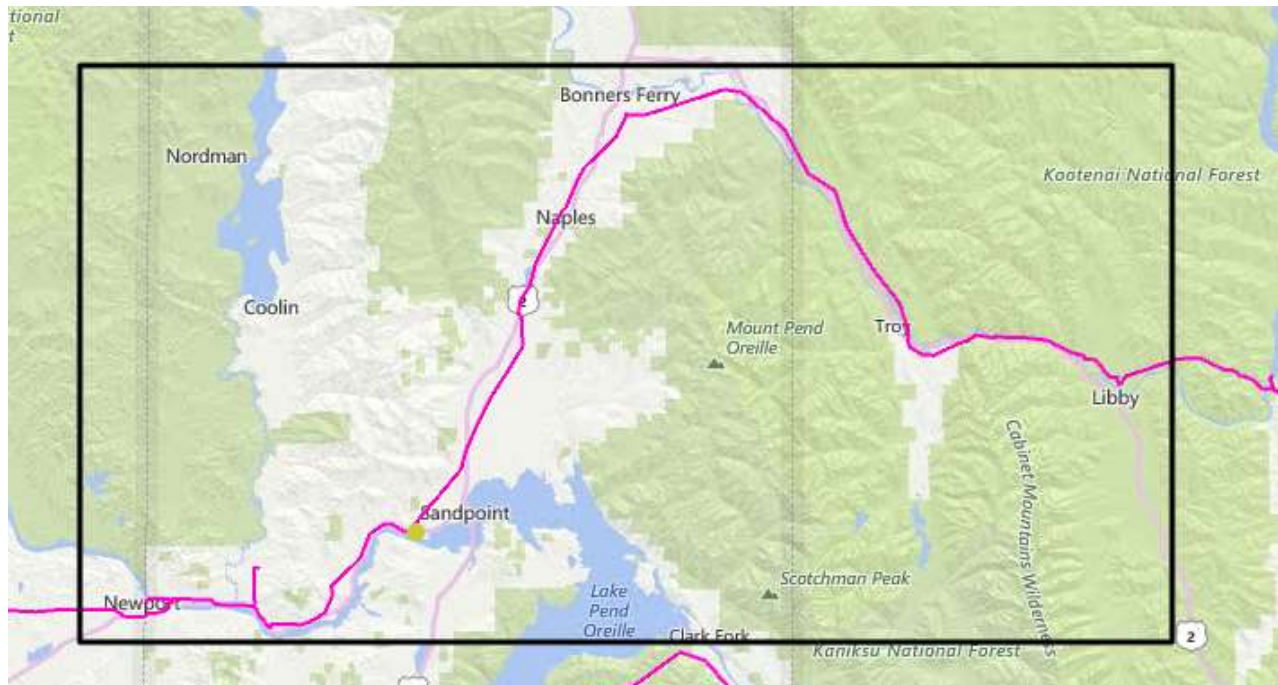 tional
t
Bonners Ferry
Nordman
Kootenai National Forest
Naples
2
Coolin
Mount Pend
Oreille
Troy
Libby
Cabinet Mountains Wilderness
Sandpoint
Scotchman Peak
Newport
Lake
Pend
Oreille
Clark Fork
Kaniksu National Forest
2